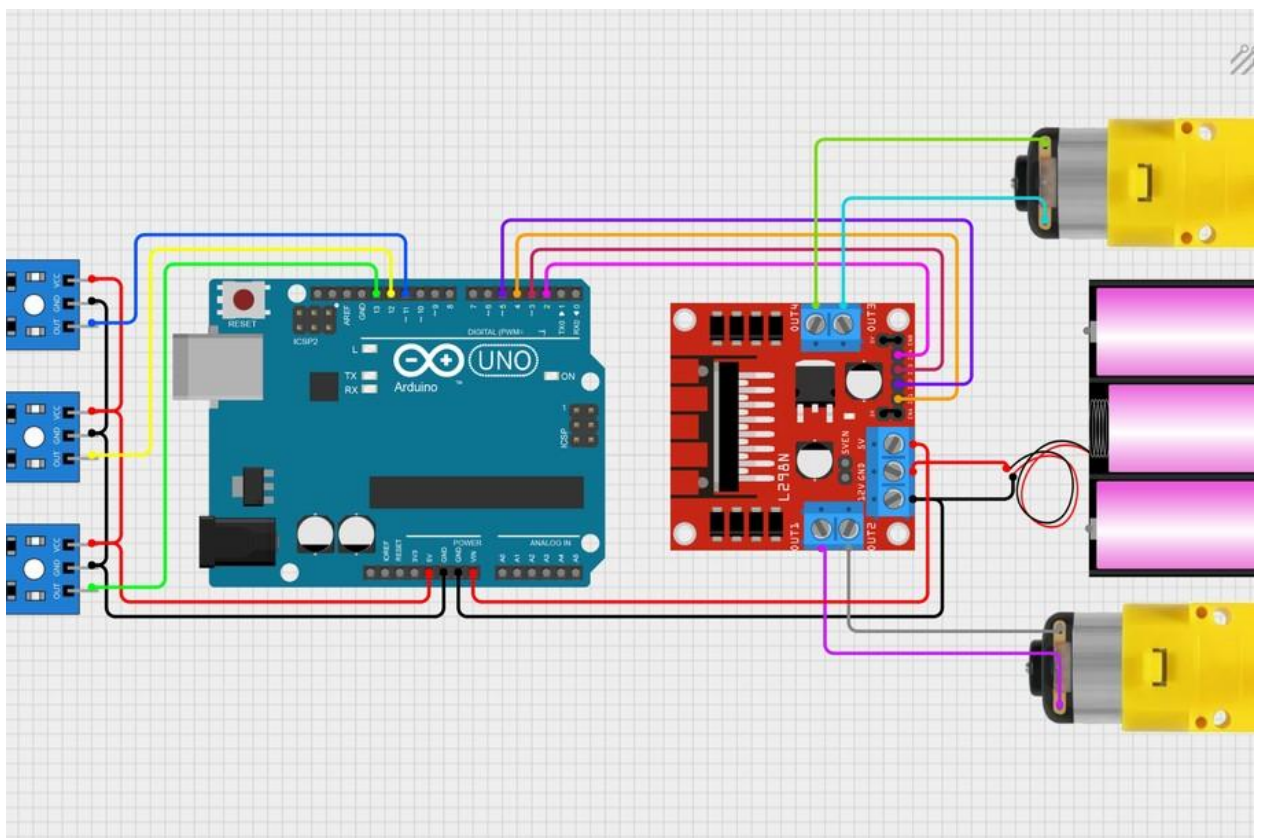 VCC
GND
OUT
VCC
GND
OUT
VCC
GND
OUT
RESET
ICSP2
AREF
GND
13
12
~11
~10
~9
8
7
~6
~5
4
~3
2
TX0 ▶ 1
RX0 ◀ 0
DIGITAL (PWM~
L
TX
RX
UNO
Arduino
™
ON
1
ICSP
IOREF
RESET
3V3
5V
GND
GND
VIN
POWER
ANALOG IN
A0
A1
A2
A3
A4
A5
OUT4
OUT3
5V
GND
12V
5VEN
L298N
OUT1
OUT2